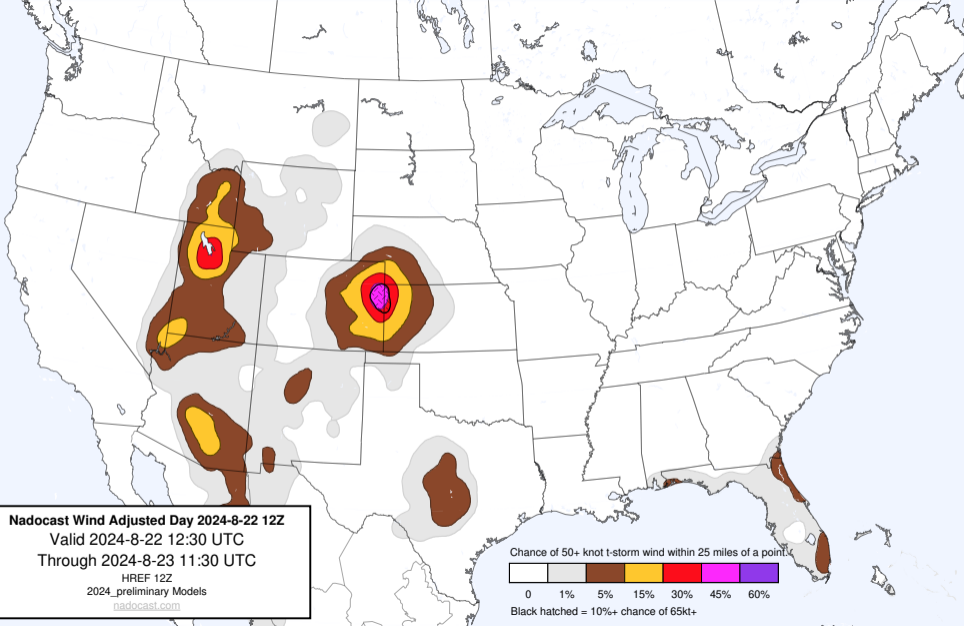 Nadocast Wind Adjusted Day 2024-8-22 12Z
Valid 2024-8-22 12:30 UTC
Through 2024-8-23 11:30 UTC
HREF 12Z
2024_preliminary Models
nadocast.com
Chance of 50+ knot t-storm wind within 25 miles of a point.
0 1% 5% 15% 30% 45% 60%
Black hatched = 10%+ chance of 65kt+